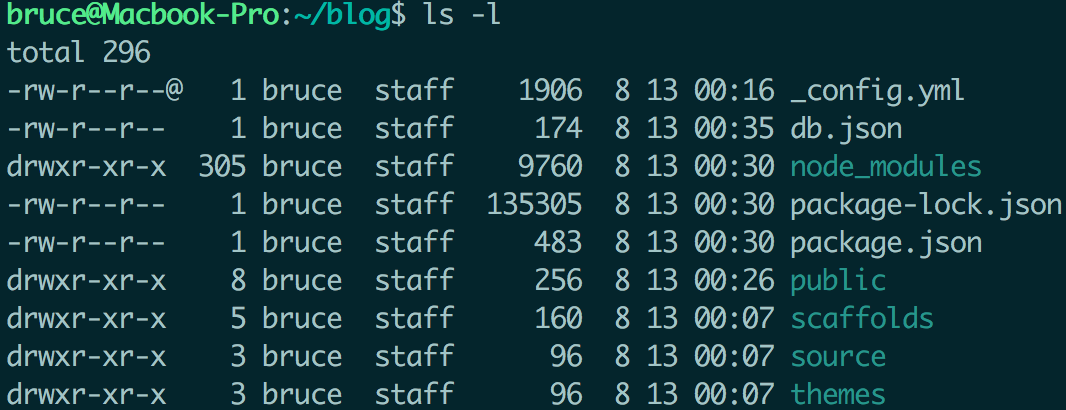 bruce@Macbook-Pro:~/blog$ ls -l
total 296
-rw-r--r--@   1 bruce  staff    1906  8 13 00:16 _config.yml
-rw-r--r--    1 bruce  staff     174  8 13 00:35 db.json
drwxr-xr-x  305 bruce  staff    9760  8 13 00:30 node_modules
-rw-r--r--    1 bruce  staff  135305  8 13 00:30 package-lock.json
-rw-r--r--    1 bruce  staff     483  8 13 00:30 package.json
drwxr-xr-x    8 bruce  staff     256  8 13 00:26 public
drwxr-xr-x    5 bruce  staff     160  8 13 00:07 scaffolds
drwxr-xr-x    3 bruce  staff      96  8 13 00:07 source
drwxr-xr-x    3 bruce  staff      96  8 13 00:07 themes